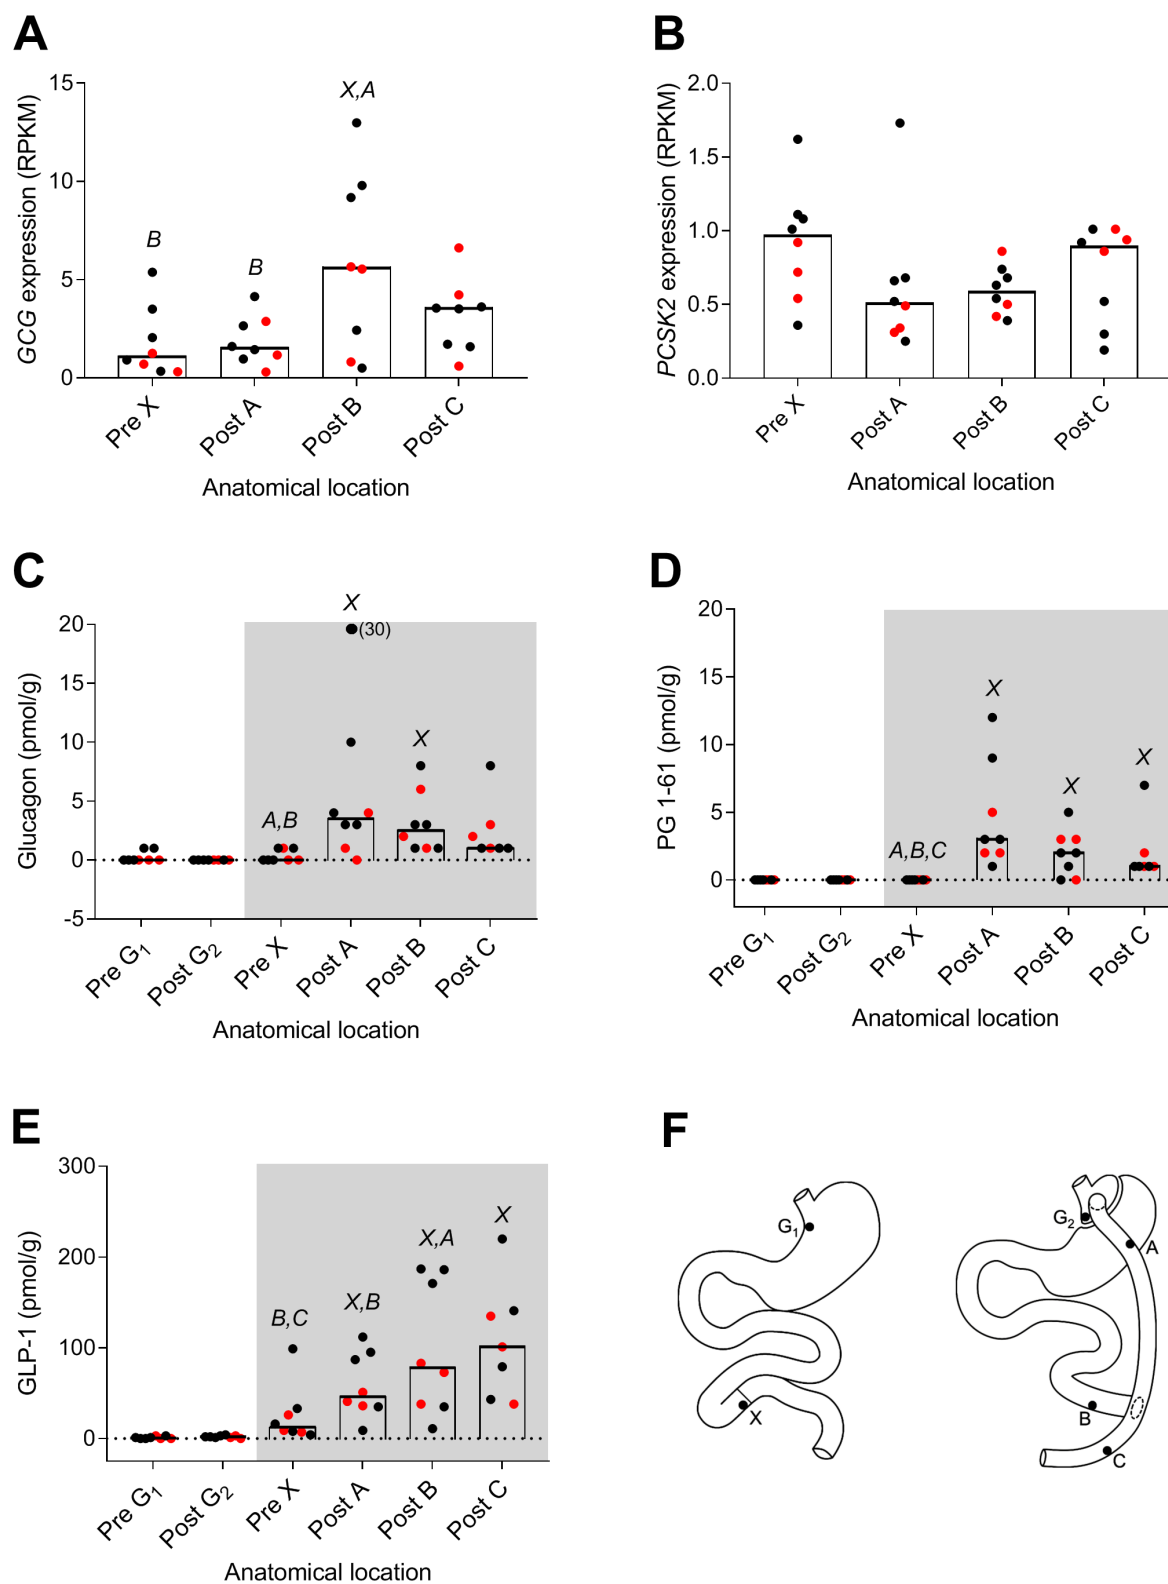 A
GCG expression (RPKM)
15
10
5
0
B
B
X,A
Pre X
Post A
Post B
Post C
Anatomical location
B
PCSK2 expression (RPKM)
2.0
1.5
1.0
0.5
0.0
Pre X
Post A
Post B
Post C
Anatomical location
C
Glucagon (pmol/g)
20
15
10
5
0
-5
A,B
X
(30)
X
Pre G₁
Post G₂
Pre X
Post A
Post B
Post C
Anatomical location
D
PG 1-61 (pmol/g)
20
15
10
5
0
A,B,C
X
X
X
Pre G₁
Post G₂
Pre X
Post A
Post B
Post C
Anatomical location
E
GLP-1 (pmol/g)
300
200
100
0
B,C
X,B
X,A
X
Pre G₁
Post G₂
Pre X
Post A
Post B
Post C
Anatomical location
F
G₁
X
G₂
A
B
C